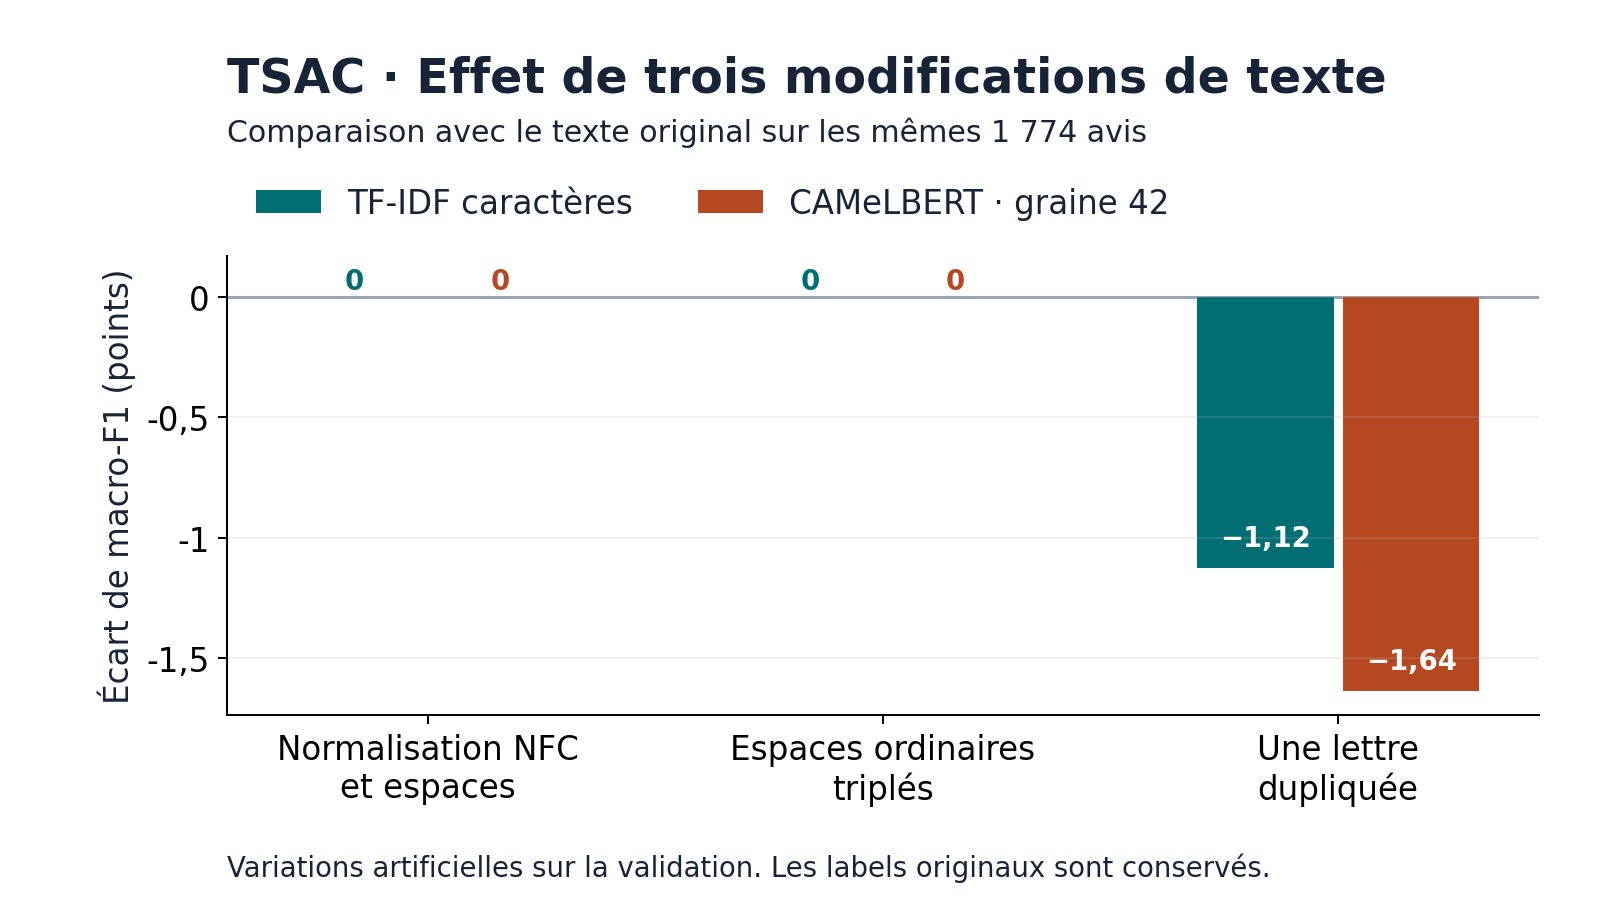 TSAC · Effet de trois modifications de texte
Comparaison avec le texte original sur les mêmes 1 774 avis
TF-IDF caractères
CAMeLBERT · graine 42
Écart de macro-F1 (points)
0
-0,5
-1
-1,5
0
0
0
0
−1,12
−1,64
Normalisation NFC
et espaces
Espaces ordinaires
triplés
Une lettre
dupliquée
Variations artificielles sur la validation. Les labels originaux sont conservés.